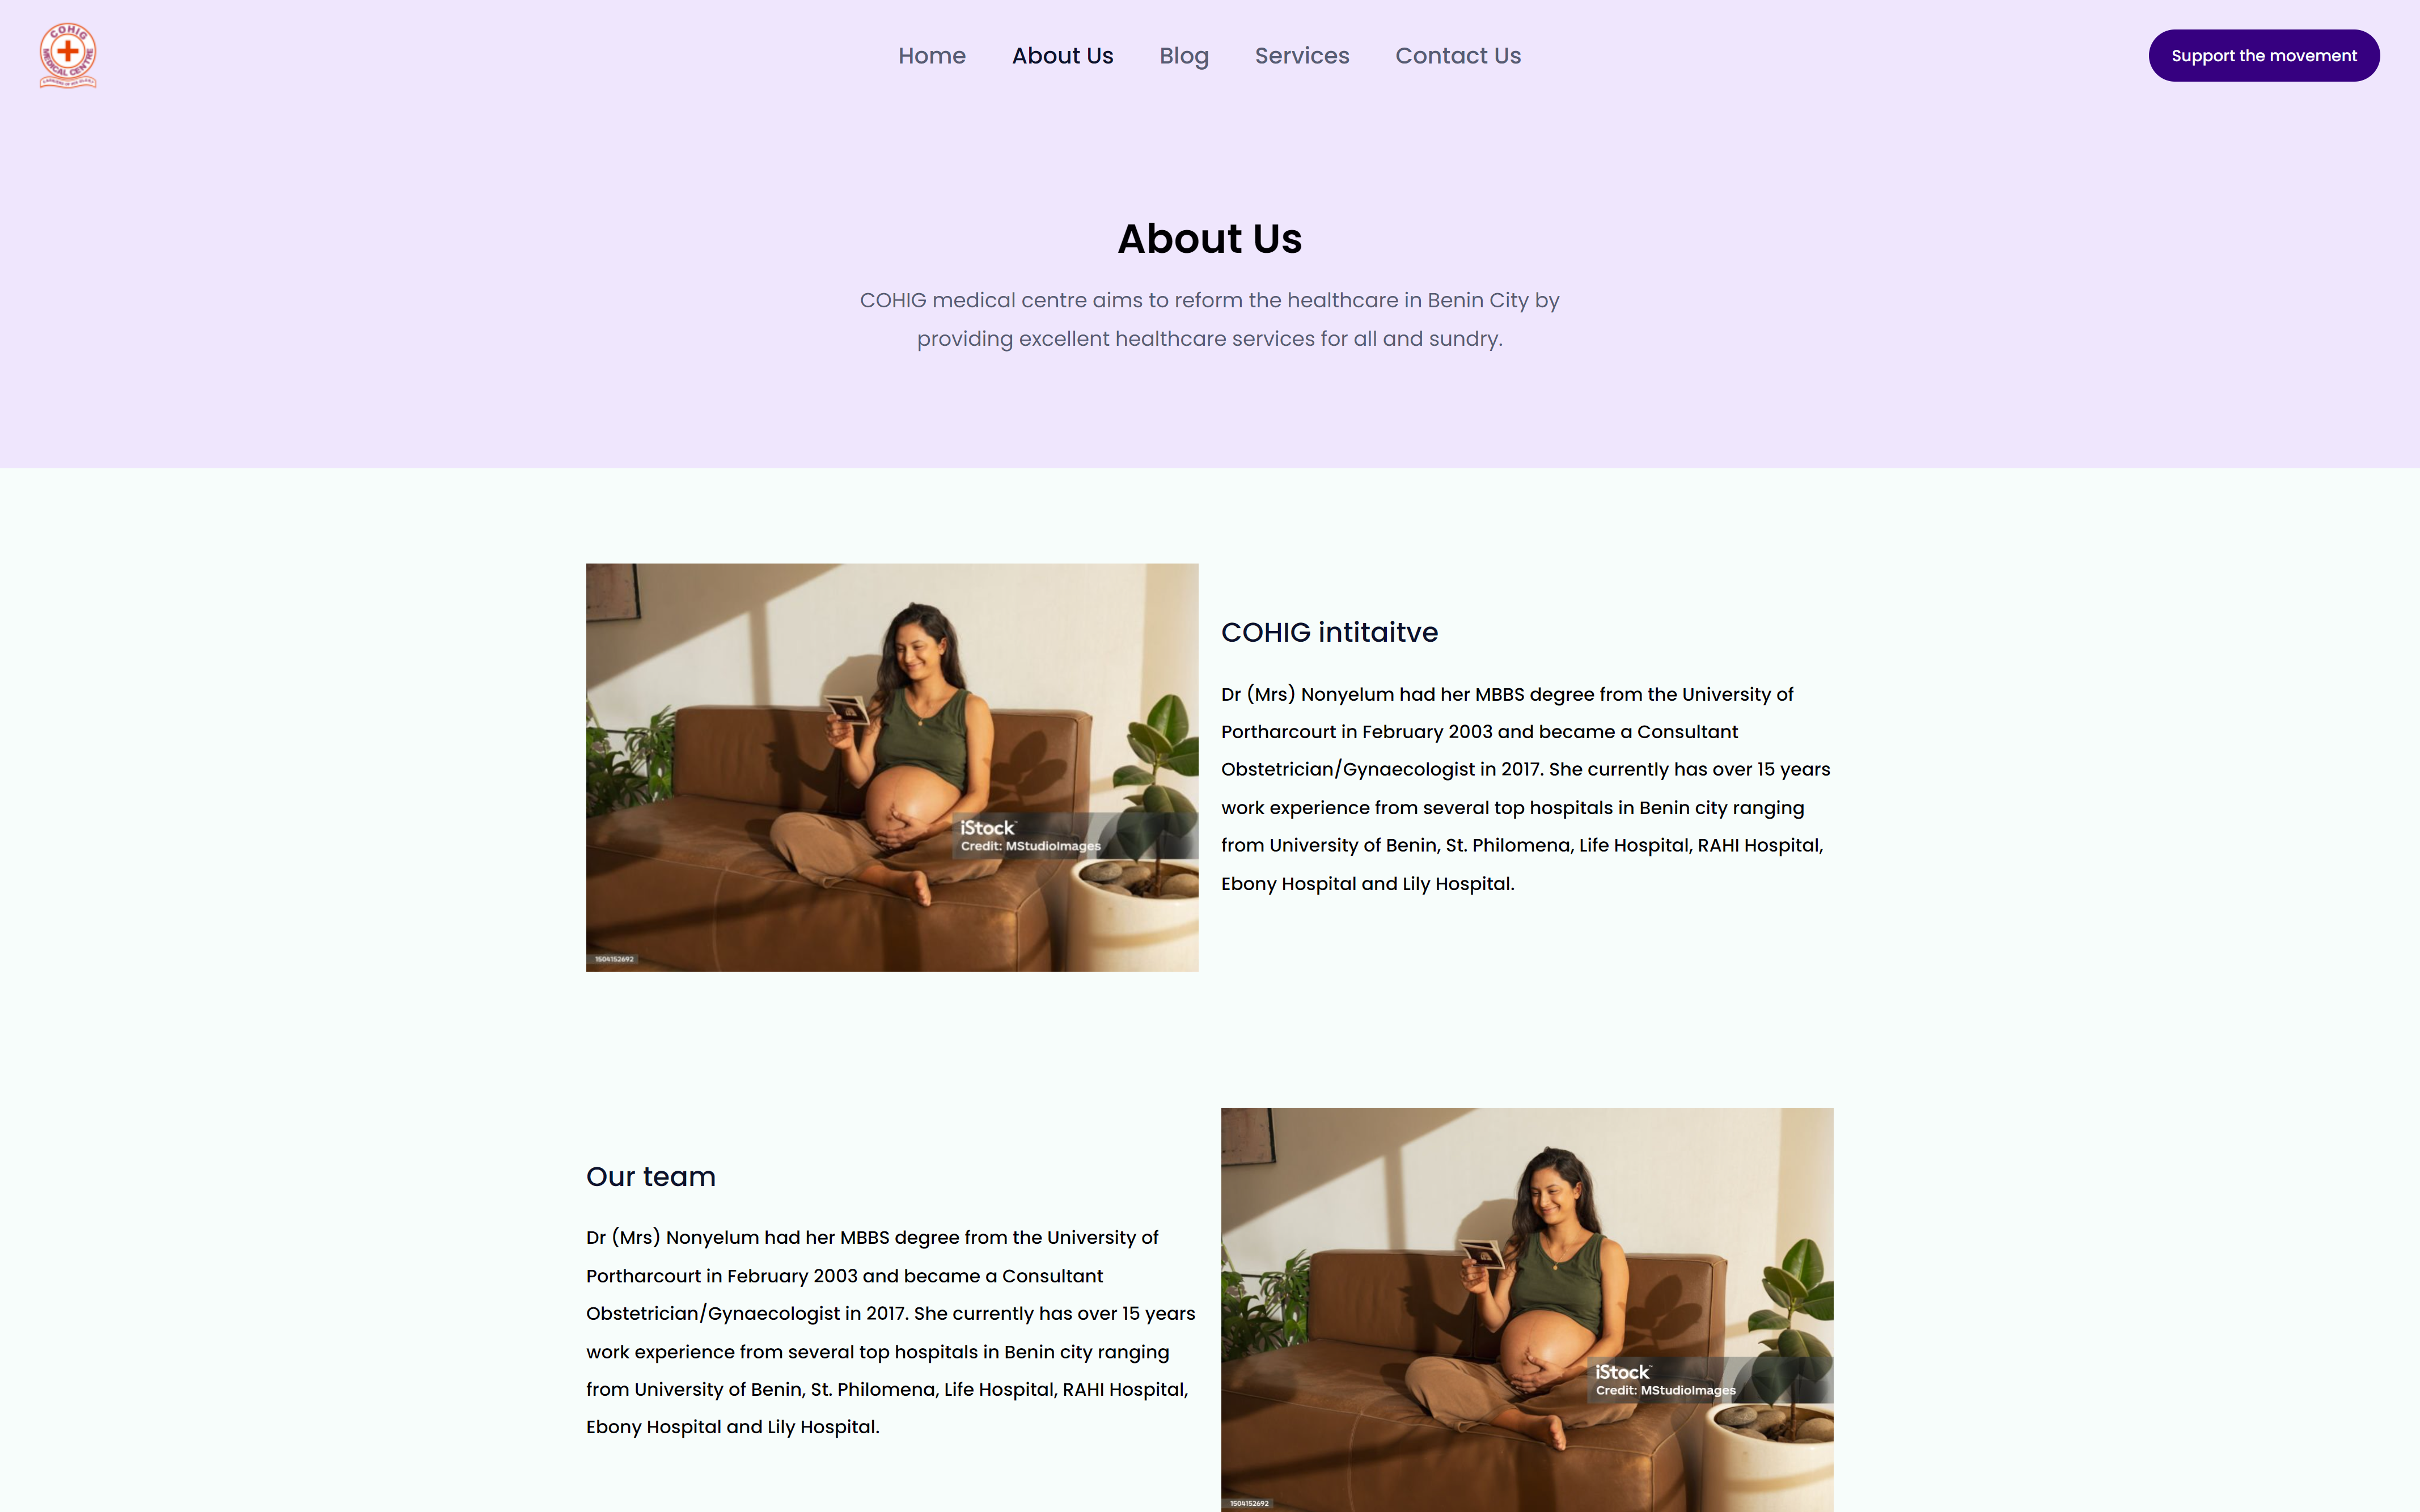 COHIG
MEDICAL CENTRE
Home
About Us
Blog
Services
Contact Us
Support the movement
About Us
COHIG medical centre aims to reform the healthcare in Benin City by
providing excellent healthcare services for all and sundry.
iStock
Credit: MStudioImages
1504152692
COHIG intitaitve
Dr (Mrs) Nonyelum had her MBBS degree from the University of
Portharcourt in February 2003 and became a Consultant
Obstetrician/Gynaecologist in 2017. She currently has over 15 years
work experience from several top hospitals in Benin city ranging
from University of Benin, St. Philomena, Life Hospital, RAHI Hospital,
Ebony Hospital and Lily Hospital.
Our team
Dr (Mrs) Nonyelum had her MBBS degree from the University of
Portharcourt in February 2003 and became a Consultant
Obstetrician/Gynaecologist in 2017. She currently has over 15 years
work experience from several top hospitals in Benin city ranging
from University of Benin, St. Philomena, Life Hospital, RAHI Hospital,
Ebony Hospital and Lily Hospital.
iStock
Credit: MStudioImages
1504152692